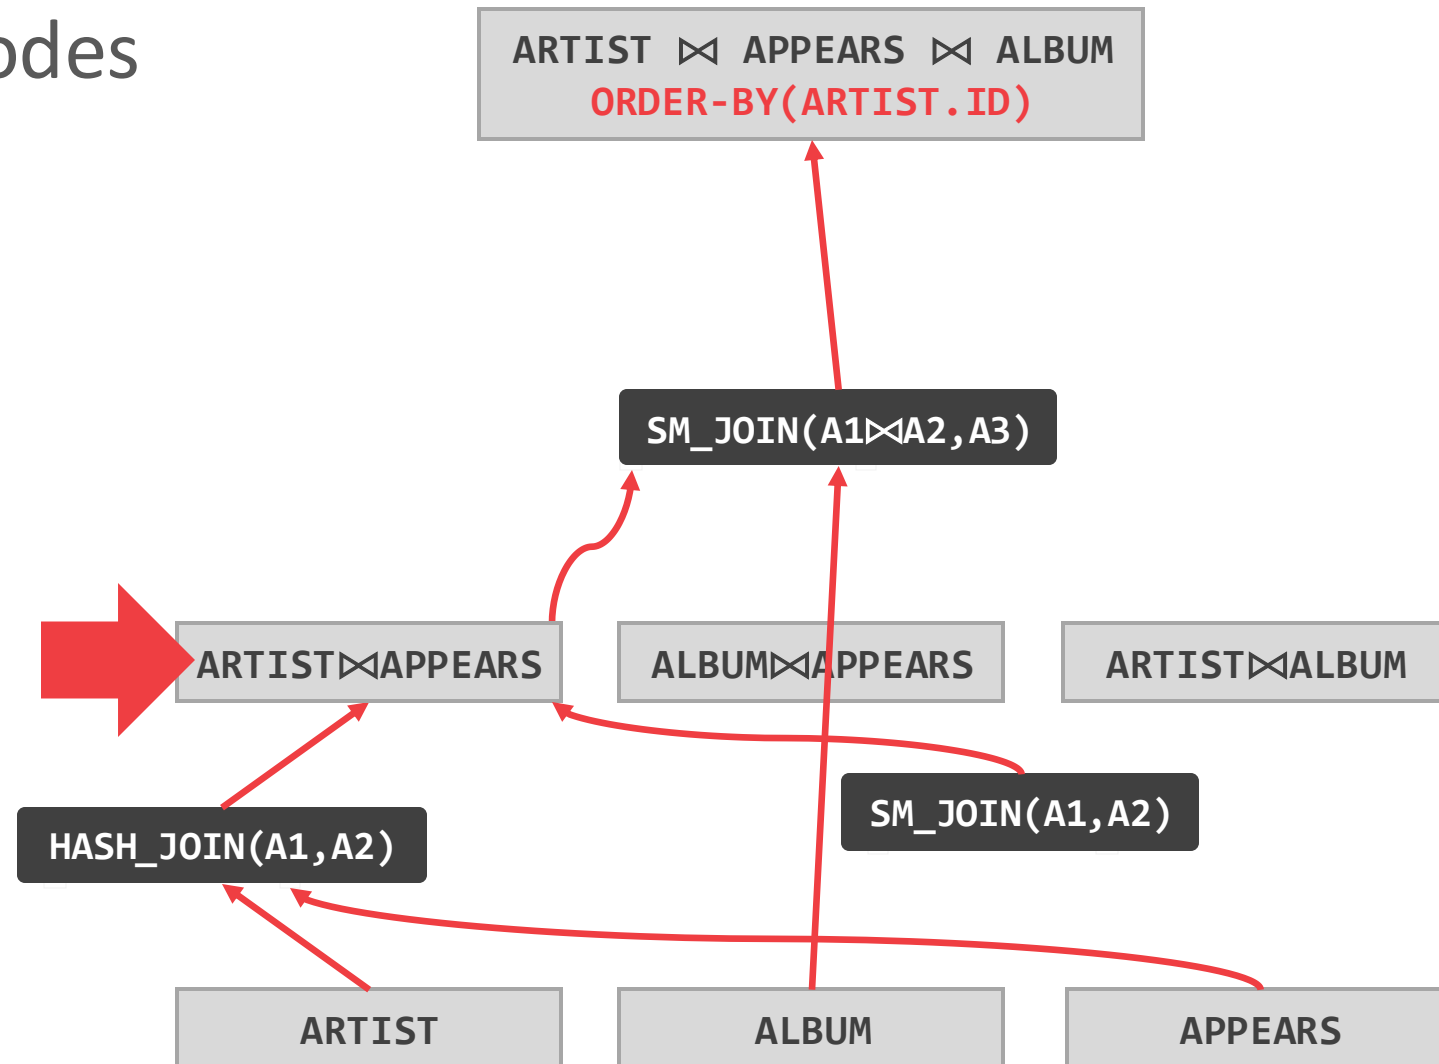 ARTIST ⋈ APPEARS ⋈ ALBUM
ORDER-BY(ARTIST.ID)
SM_JOIN(A1⋈A2,A3)
ARTIST⋈APPEARS
ALBUM⋈APPEARS
ARTIST⋈ALBUM
SM_JOIN(A1,A2)
HASH_JOIN(A1,A2)
ARTIST
ALBUM
APPEARS